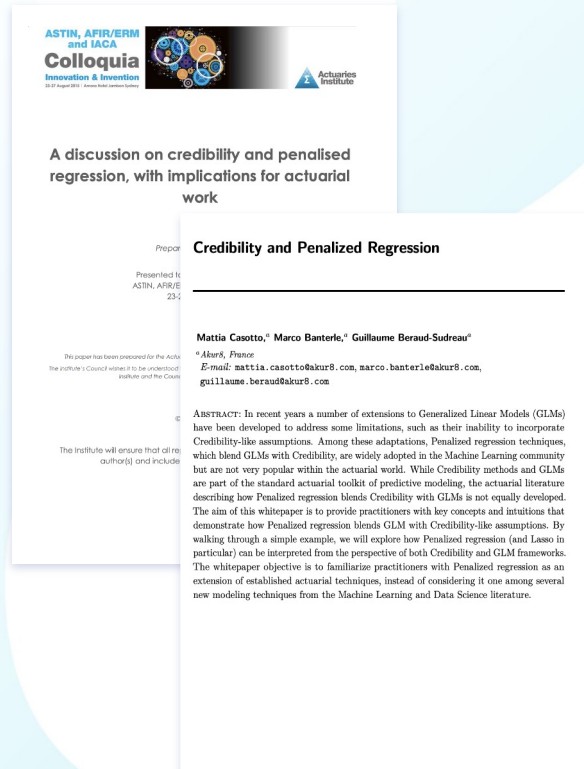 ASTIN, AFIR/ERM
and IACA
Colloquia
Innovation & Invention
23-27 August 2015 | Amora Hotel Jamison Sydney
Actuaries
Institute
A discussion on credibility and penalised
regression, with implications for actuarial
work
Presented to
ASTIN, AFIR/E
23-2
This paper has been prepared for the Actu
The Institute's Council wishes it to be understood
Institute and the Counc
©
The Institute will ensure that all re
author(s) and include
Credibility and Penalized Regression
Mattia Casotto,ᵃ Marco Banterle,ᵃ Guillaume Beraud-Sudreauᵃ
ᵃ Akur8, France
E-mail: mattia.casotto@akur8.com, marco.banterle@akur8.com,
guillaume.beraud@akur8.com
ABSTRACT: In recent years a number of extensions to Generalized Linear Models (GLMs)
have been developed to address some limitations, such as their inability to incorporate
Credibility-like assumptions. Among these adaptations, Penalized regression techniques,
which blend GLMs with Credibility, are widely adopted in the Machine Learning community
but are not very popular within the actuarial world. While Credibility methods and GLMs
are part of the standard actuarial toolkit of predictive modeling, the actuarial literature
describing how Penalized regression blends Credibility with GLMs is not equally developed.
The aim of this whitepaper is to provide practitioners with key concepts and intuitions that
demonstrate how Penalized regression blends GLM with Credibility-like assumptions. By
walking through a simple example, we will explore how Penalized regression (and Lasso in
particular) can be interpreted from the perspective of both Credibility and GLM frameworks.
The whitepaper objective is to familiarize practitioners with Penalized regression as an
extension of established actuarial techniques, instead of considering it one among several
new modeling techniques from the Machine Learning and Data Science literature.